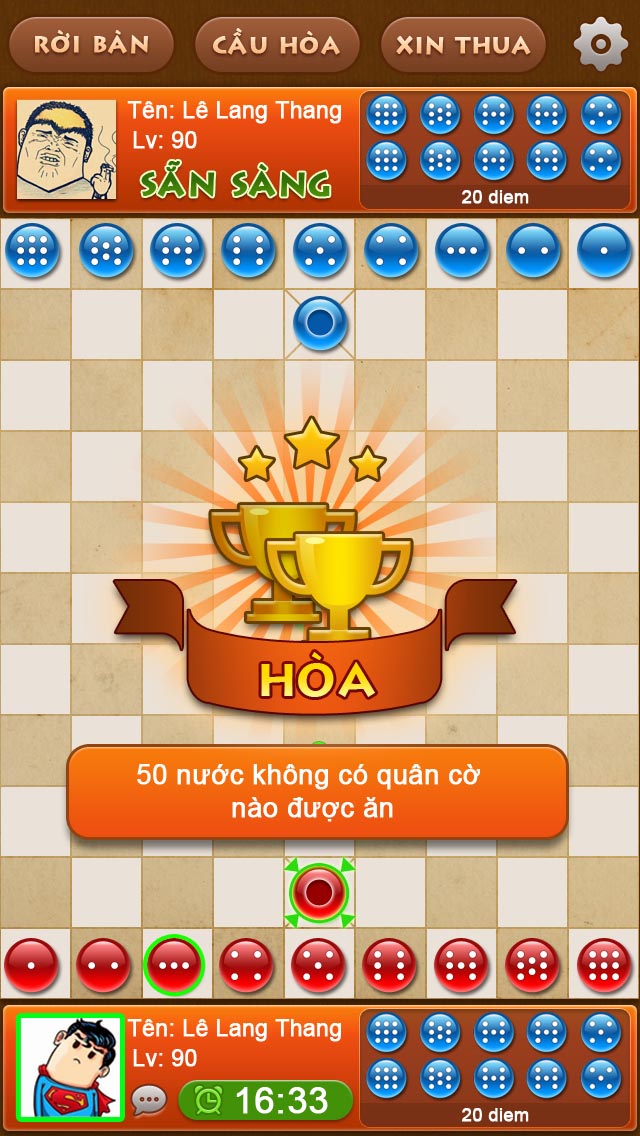 RỜI BÀN
CẦU HÒA
XIN THUA
Tên: Lê Lang Thang
Lv: 90
SẴN SÀNG
20 diem
HÒA
50 nước không có quân cờ
nào được ăn
Tên: Lê Lang Thang
Lv: 90
16:33
20 diem